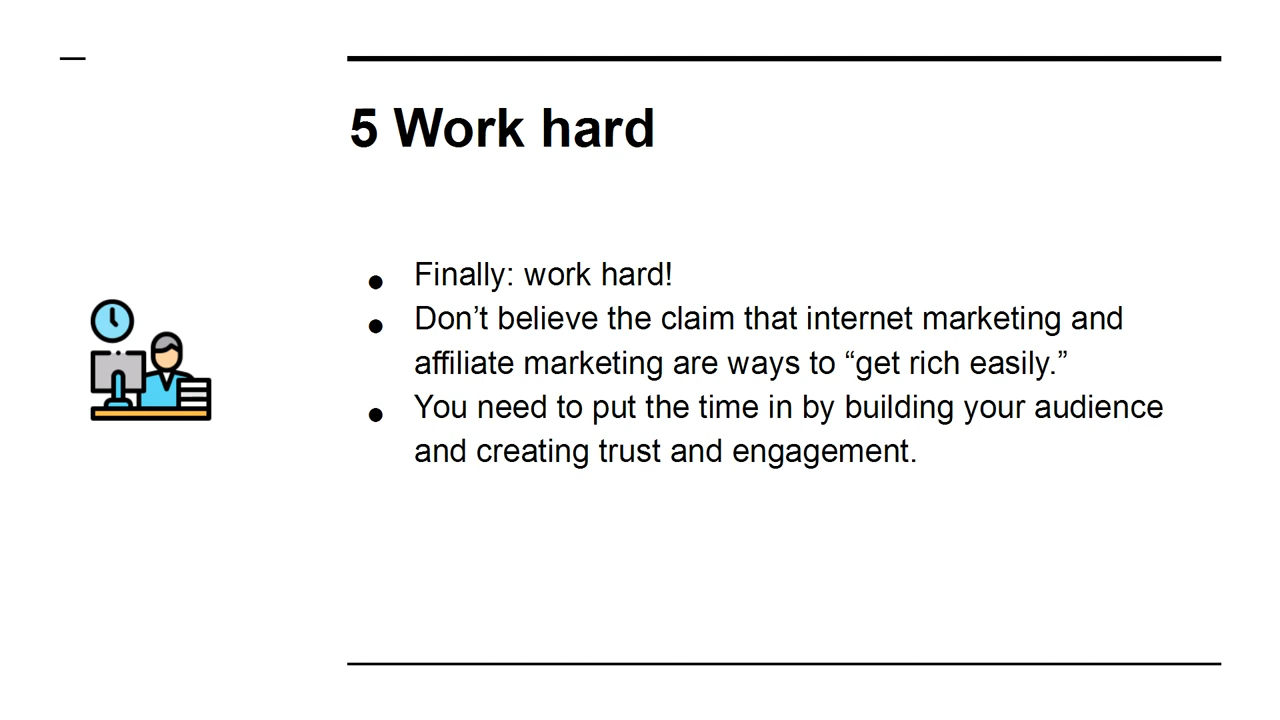 5 Work hard
● Finally: work hard!
● Don’t believe the claim that internet marketing and
affiliate marketing are ways to “get rich easily.”
● You need to put the time in by building your audience
and creating trust and engagement.